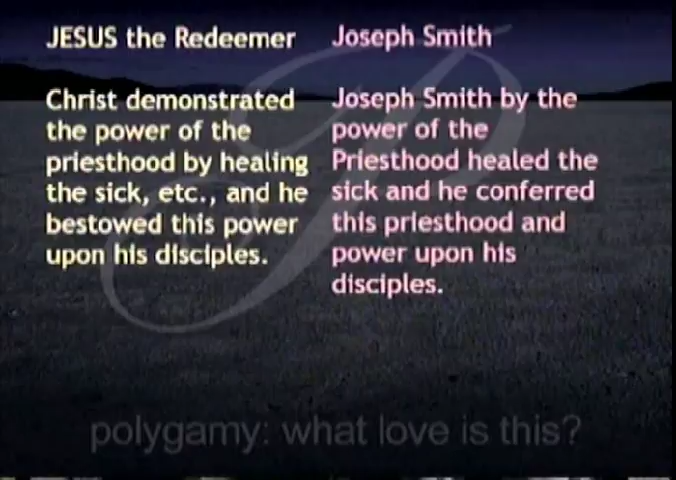 JESUS the Redeemer
Christ demonstrated
the power of the
priesthood by healing
the sick, etc., and he
bestowed this power
upon his disciples.
Joseph Smith
Joseph Smith by the
power of the
Priesthood healed the
sick and he conferred
this priesthood and
power upon his
disciples.
polygamy: what love is this?